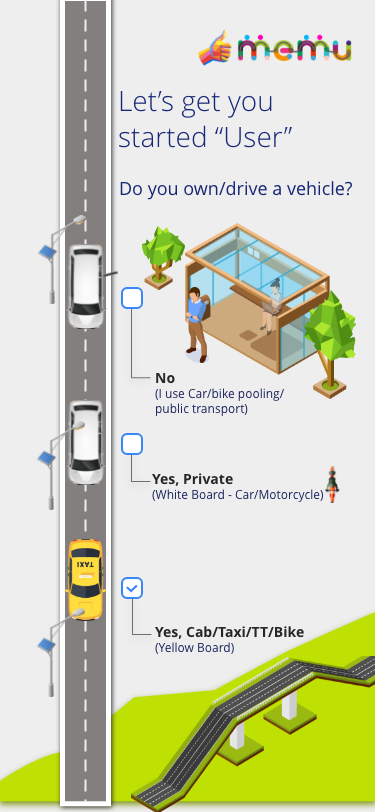 memu
Let's get you
started “User”
Do you own/drive a vehicle?
No
(I use Car/bike pooling/
public transport)
Yes, Private
(White Board - Car/Motorcycle)
TAXI
Yes, Cab/Taxi/TT/Bike
(Yellow Board)